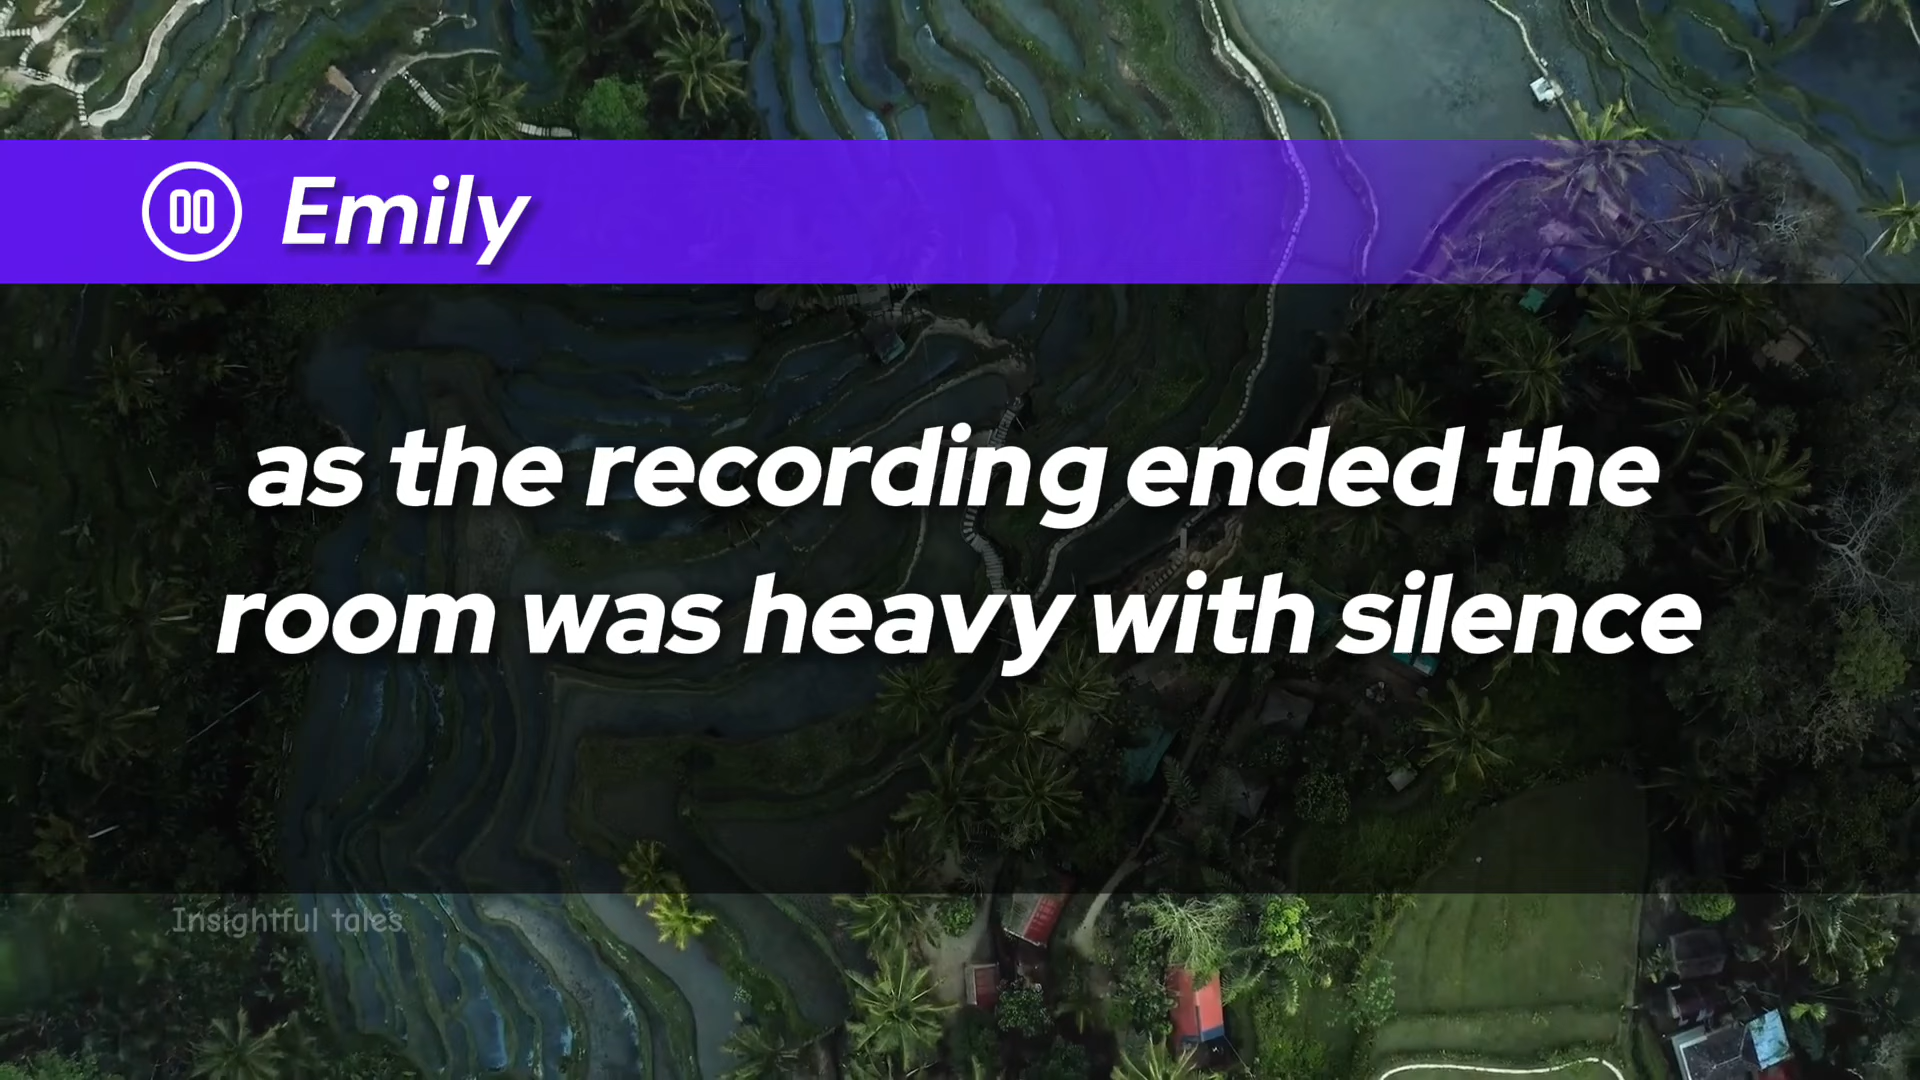 Emily
as the recording ended the
room was heavy with silence
Insightful tales